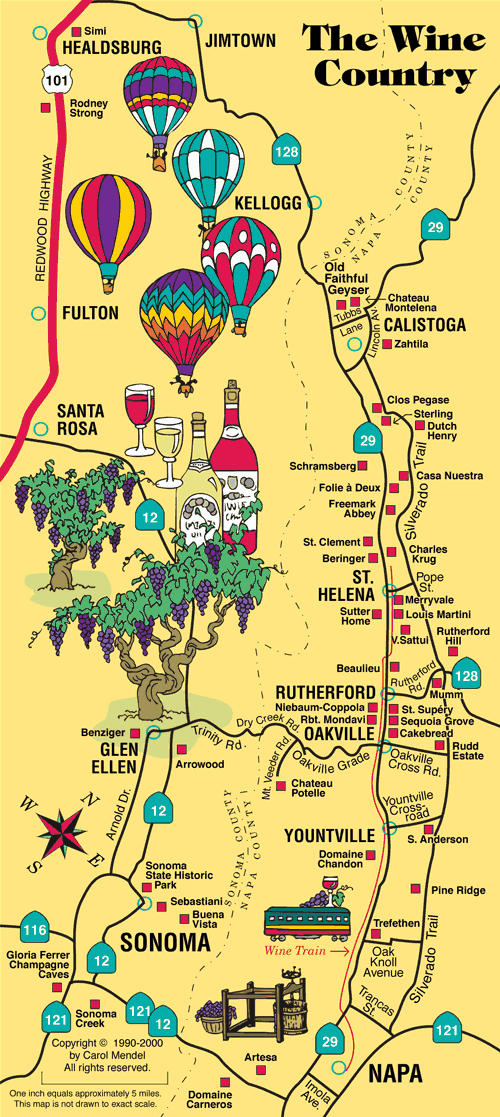 The Wine
Country
Simi
HEALDSBURG
JIMTOWN
101
Rodney
Strong
REDWOOD HIGHWAY
128
KELLOGG
29
SONOMA COUNTY
NAPA COUNTY
Old
Faithful
Geyser
Chateau
Montelena
Tubbs
Lane
Lincoln Av.
CALISTOGA
Zahtila
FULTON
SANTA
ROSA
12
Clos Pegase
Sterling
Dutch
Henry
29
Schramsberg
Casa Nuestra
Folie à Deux
Freemark
Abbey
Silverado Trail
St. Clement
Beringer
Charles
Krug
ST.
HELENA
Pope
St.
Merryvale
Sutter
Home
Louis Martini
V.Sattui
Rutherford
Hill
Beaulieu
Rutherford
Rd.
128
Mumm
RUTHERFORD
Niebaum-Coppola
St. Supéry
Rbt. Mondavi
Sequoia Grove
OAKVILLE
Cakebread
Rudd
Estate
Benziger
GLEN
ELLEN
Trinity Rd.
Dry Creek Rd.
Oakville Grade
Oakville
Cross Rd.
Arrowood
Mt. Veeder Rd.
Chateau
Potelle
N
W
E
S
Arnold Dr.
12
SONOMA COUNTY
NAPA COUNTY
Yountville
Cross-
road
YOUNTVILLE
S. Anderson
Domaine
Chandon
Sonoma
State Historic
Park
Sebastiani
Buena
Vista
SONOMA
Pine Ridge
Trefethen
Wine Train
Oak
Knoll
Avenue
Silverado Trail
116
Gloria Ferrer
Champagne
Caves
12
121
Sonoma
Creek
121
12
Trancas
St.
29
121
NAPA
Imola
Ave.
Artesa
Domaine
Carneros
Copyright © 1990-2000
by Carol Mendel
All rights reserved.
One inch equals approximately 5 miles.
This map is not drawn to exact scale.